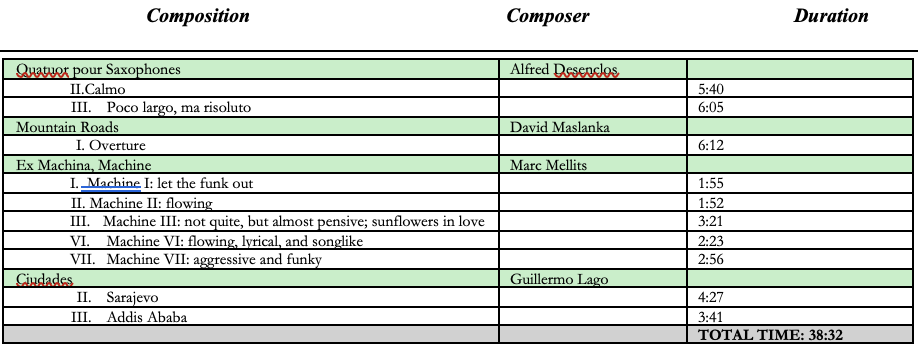 Composition Composer Duration
Quatuor pour Saxophones Alfred Desenclos
II.Calmo 5:40
III. Poco largo, ma risoluto 6:05
Mountain Roads David Maslanka
I. Overture 6:12
Ex Machina, Machine Marc Mellits
I. Machine I: let the funk out 1:55
II. Machine II: flowing 1:52
III. Machine III: not quite, but almost pensive; sunflowers in love 3:21
VI. Machine VI: flowing, lyrical, and songlike 2:23
VII. Machine VII: aggressive and funky 2:56
Ciudades Guillermo Lago
II. Sarajevo 4:27
III. Addis Ababa 3:41
TOTAL TIME: 38:32